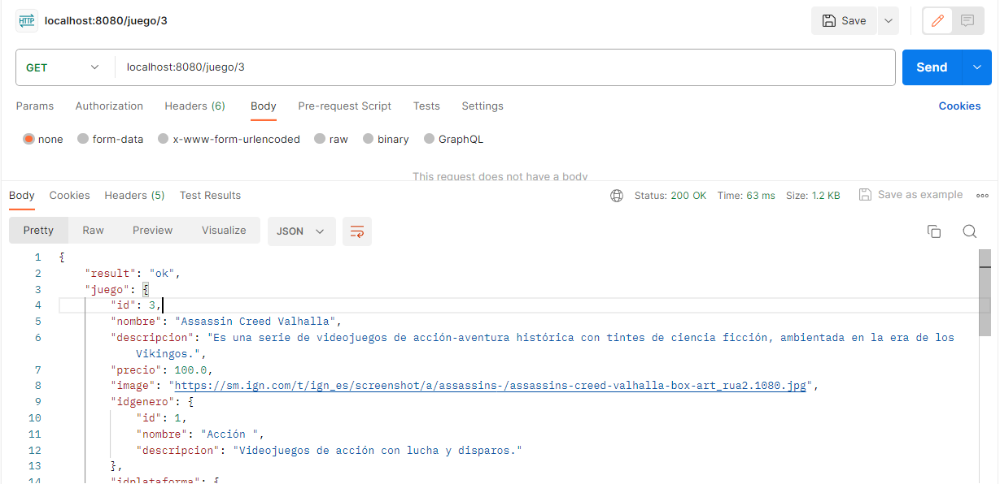 HTTP localhost:8080/juego/3 Save
GET localhost:8080/juego/3 Send
Params Authorization Headers (6) Body Pre-request Script Tests Settings Cookies
none form-data x-www-form-urlencoded raw binary GraphQL
This request does not have a body
Body Cookies Headers (5) Test Results Status: 200 OK Time: 63 ms Size: 1.2 KB Save as example
Pretty Raw Preview Visualize JSON
1 {
2 "result": "ok",
3 "juego": {
4 "id": 3,
5 "nombre": "Assassin Creed Valhalla",
6 "descripcion": "Es una serie de videojuegos de acción-aventura histórica con tintes de ciencia ficción, ambientada en la era de los
Vikingos.",
7 "precio": 100.0,
8 "image": "https://sm.ign.com/t/ign_es/screenshot/a/assassins-/assassins-creed-valhalla-box-art_rua2.1080.jpg",
9 "idgenero": {
10 "id": 1,
11 "nombre": "Acción ",
12 "descripcion": "Videojuegos de acción con lucha y disparos."
13 },
14 "idplataforma": {